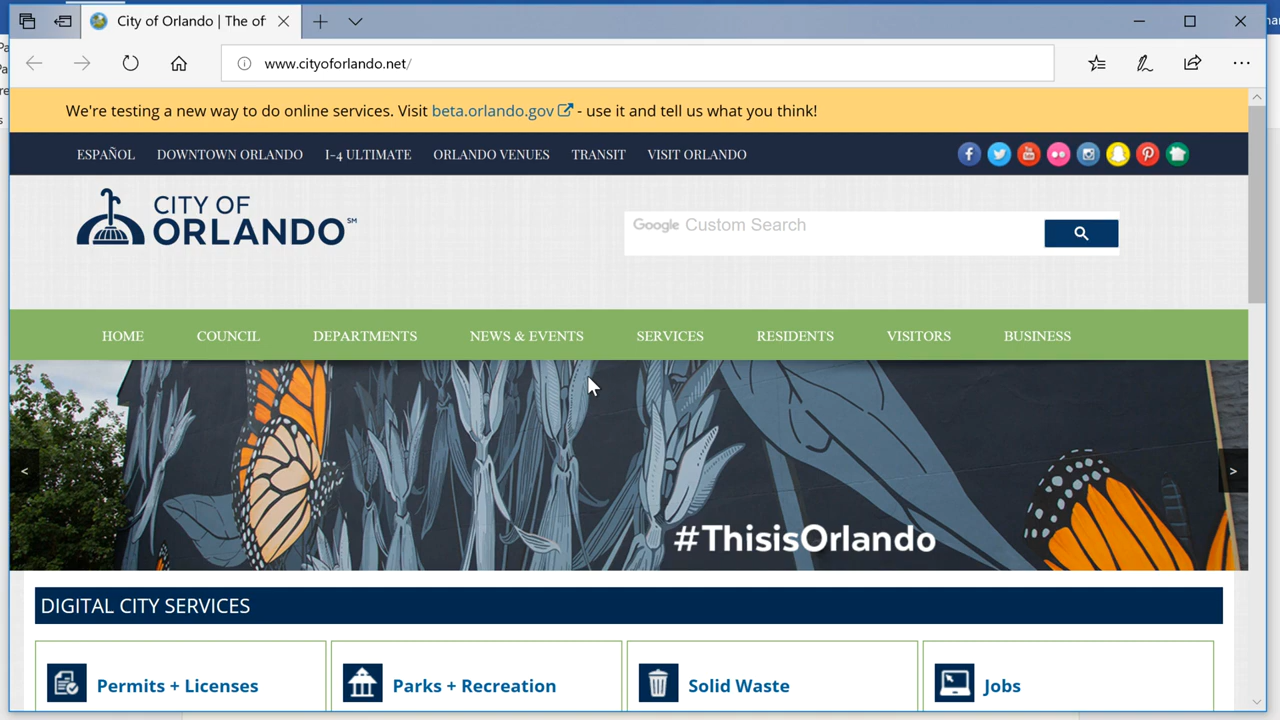 City of Orlando | The of
www.cityoforlando.net/
We're testing a new way to do online services. Visit beta.orlando.gov - use it and tell us what you think!
ESPAÑOL DOWNTOWN ORLANDO I-4 ULTIMATE ORLANDO VENUES TRANSIT VISIT ORLANDO
CITY OF
ORLANDO SM
Google Custom Search
HOME COUNCIL DEPARTMENTS NEWS & EVENTS SERVICES RESIDENTS VISITORS BUSINESS
< >
#ThisisOrlando
DIGITAL CITY SERVICES
Permits + Licenses Parks + Recreation Solid Waste Jobs